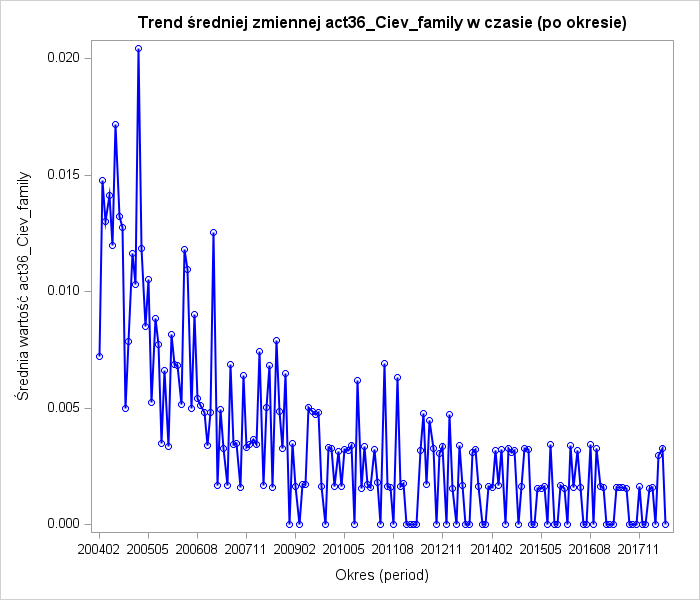 Trend średniej zmiennej act36_Ciev_family w czasie (po okresie)
0.020
0.015
0.010
0.005
0.000
Średnia wartość act36_Ciev_family
200402 200505 200608 200711 200902 201005 201108 201211 201402 201505 201608 201711
Okres (period)